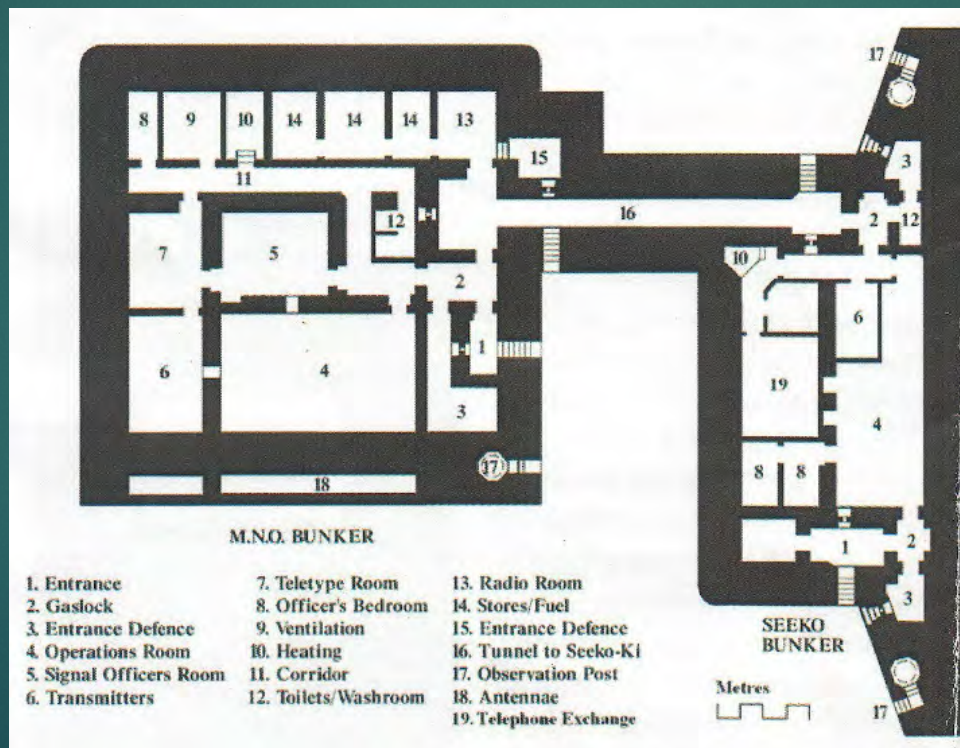 17
8 9 10 14 14 14 13
15
3
11
16
12
2
12
7
5
10
2
6
6
4
1
19
4
3
8 8
17
18
1
2
3
17
M.N.O. BUNKER
SEEKO
BUNKER
1. Entrance
2. Gaslock
3. Entrance Defence
4. Operations Room
5. Signal Officers Room
6. Transmitters
7. Teletype Room
8. Officer's Bedroom
9. Ventilation
10. Heating
11. Corridor
12. Toilets/Washroom
13. Radio Room
14. Stores/Fuel
15. Entrance Defence
16. Tunnel to Seeko-Ki
17. Observation Post
18. Antennae
19. Telephone Exchange
Metres